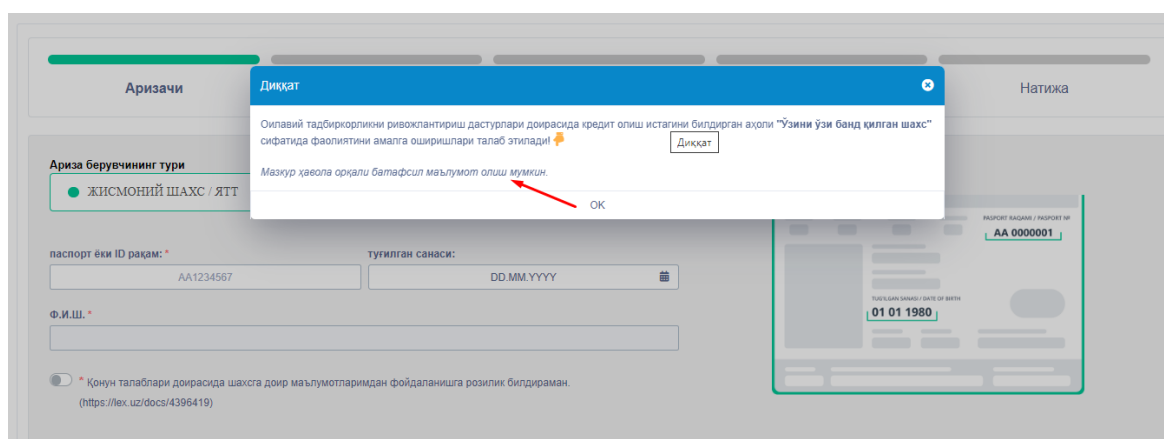 Аризачи
Натижа
Диққат
Оилавий тадбиркорликни ривожлантириш дастурлари доирасида кредит олиш истагини билдирган аҳоли "Ўзини ўзи банд қилган шахс"
сифатида фаолиятини амалга оширишлари талаб этилади!
Диққат
Мазкур ҳавола орқали батафсил маълумот олиш мумкин.
OK
Ариза берувчининг тури
ЖИСМОНИЙ ШАХС / ЯТТ
паспорт ёки ID рақам: *
туғилган санаси:
AA1234567
DD.MM.YYYY
Ф.И.Ш. *
* Қонун талаблари доирасида шахсга доир маълумотларимдан фойдаланишга розилик билдираман.
(https://lex.uz/docs/4396419)
PASPORT RAQAMI / PASPORT №
AA 0000001
TUG'ILGAN SANASI / DATE OF BIRTH
01 01 1980